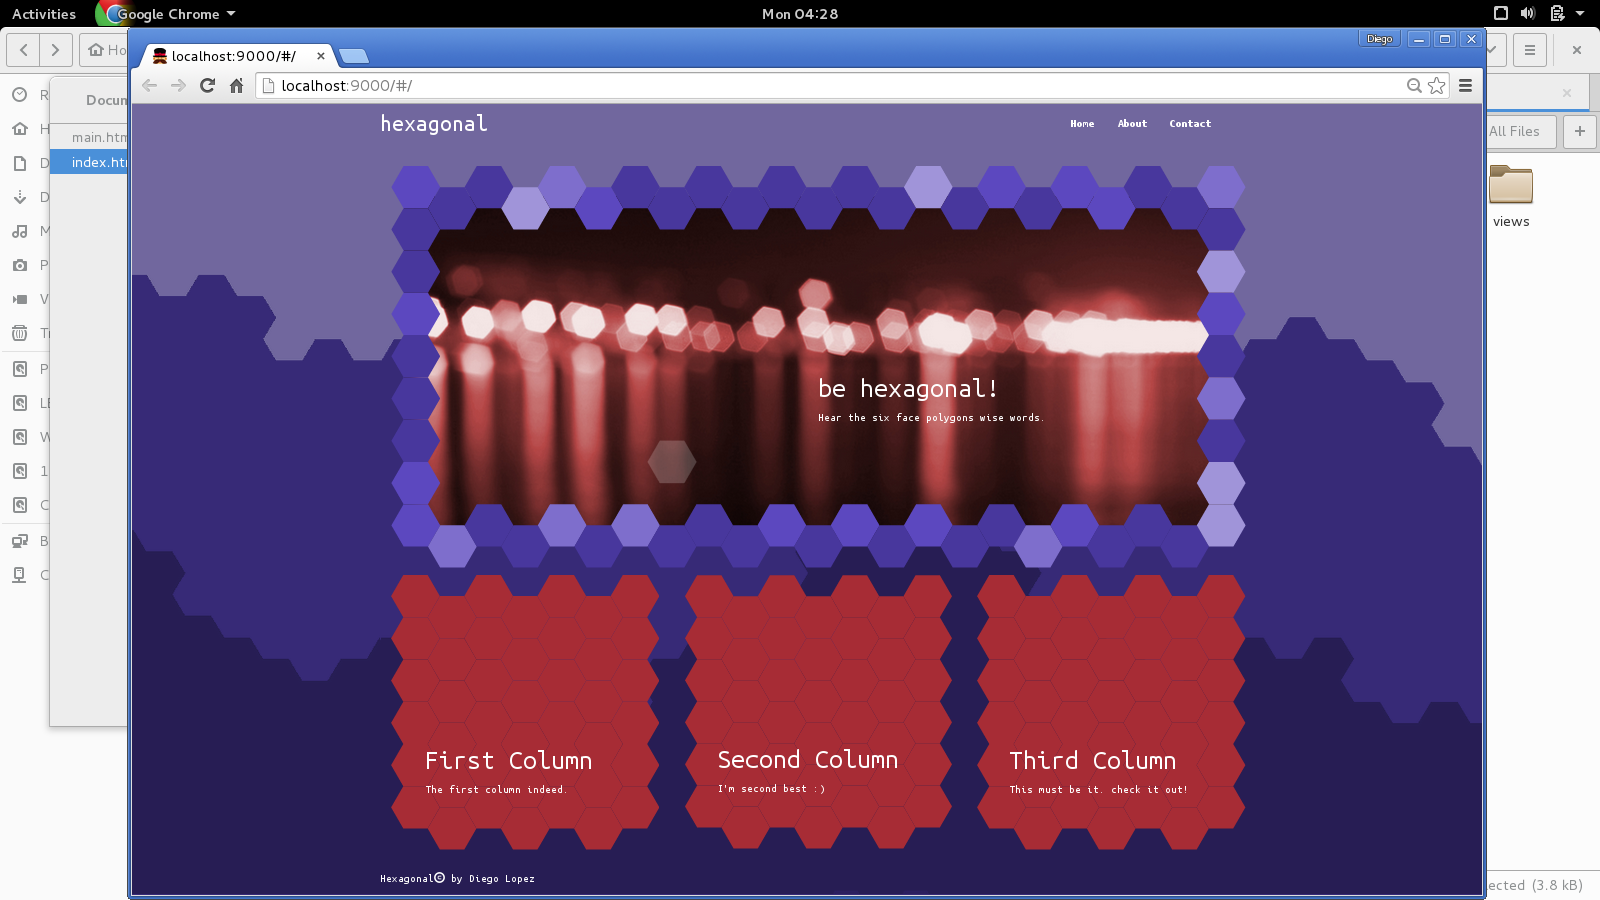 Activities
Google Chrome
Mon 04:28
Diego
localhost:9000/#/
localhost:9000/#/
Ho
R
H
D
D
M
P
V
Tr
P
LE
W
1
C
B
C
Docum
main.htm
index.htm
hexagonal
Home About Contact
be hexagonal!
Hear the six face polygons wise words.
First Column
The first column indeed.
Second Column
I'm second best :)
Third Column
This must be it. check it out!
Hexagonal© by Diego Lopez
All Files
views
ected (3.8 kB)